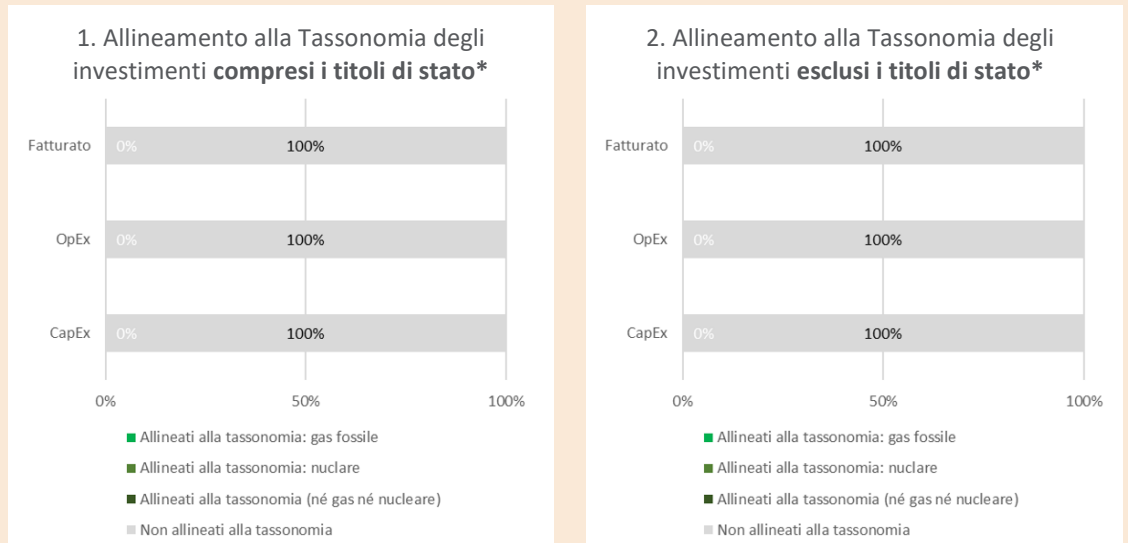 1. Allineamento alla Tassonomia degli
investimenti compresi i titoli di stato*
Fatturato
0%
100%
OpEx
0%
100%
CapEx
0%
100%
0%
50%
100%
Allineati alla tassonomia: gas fossile
Allineati alla tassonomia: nuclare
Allineati alla tassonomia (né gas né nucleare)
Non allineati alla tassonomia
2. Allineamento alla Tassonomia degli
investimenti esclusi i titoli di stato*
Fatturato
0%
100%
OpEx
0%
100%
CapEx
0%
100%
0%
50%
100%
Allineati alla tassonomia: gas fossile
Allineati alla tassonomia: nuclare
Allineati alla tassonomia (né gas né nucleare)
Non allineati alla tassonomia